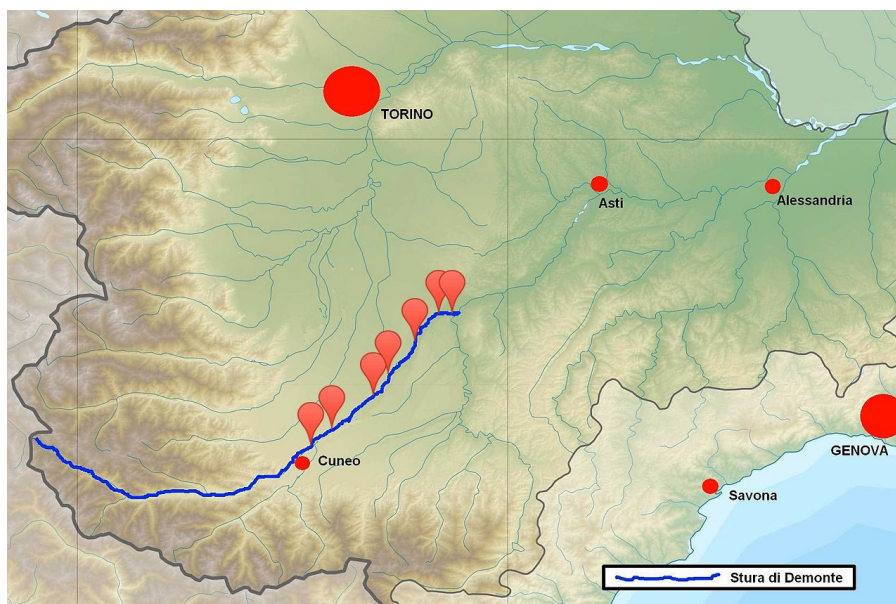 TORINO
Asti
Alessandria
Cuneo
GENOVA
Savona
Stura di Demonte